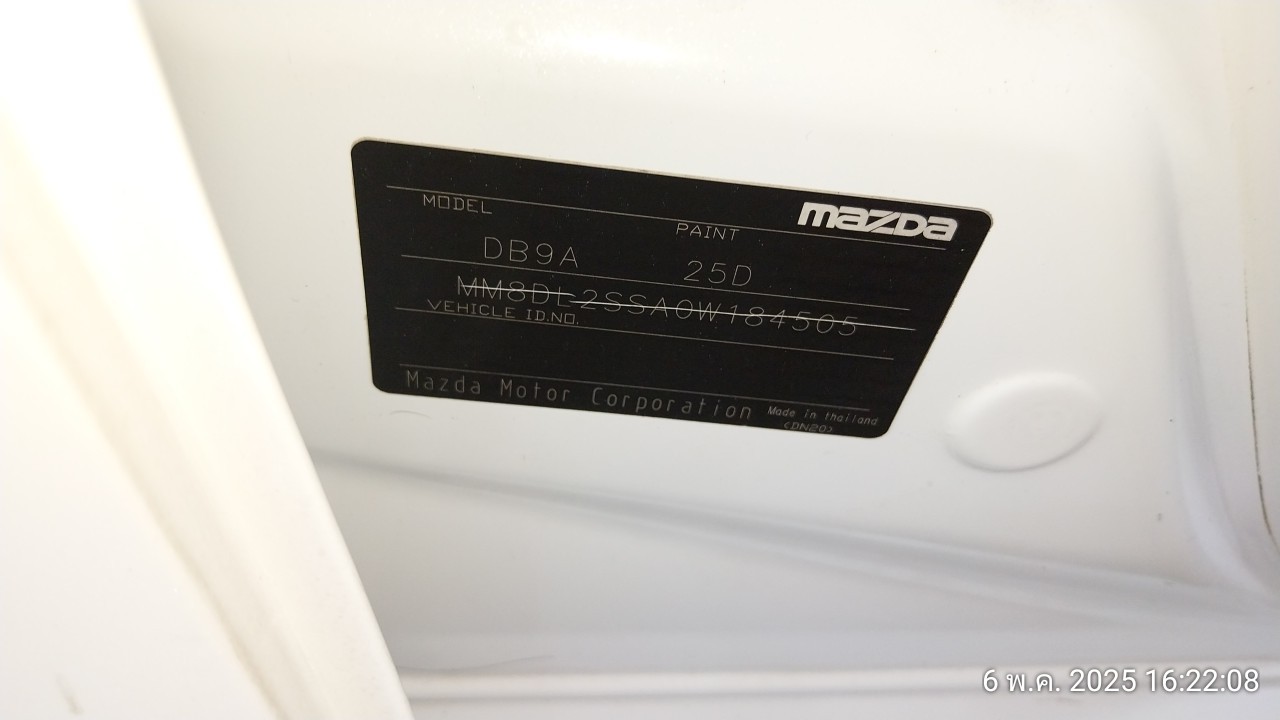 mazda
MODEL PAINT
DB9A 25D
MM8DL2SSA0W184505
VEHICLE ID.NO.
Mazda Motor Corporation Made in thailand
(DN20)
6 พ.ค. 2025 16:22:08